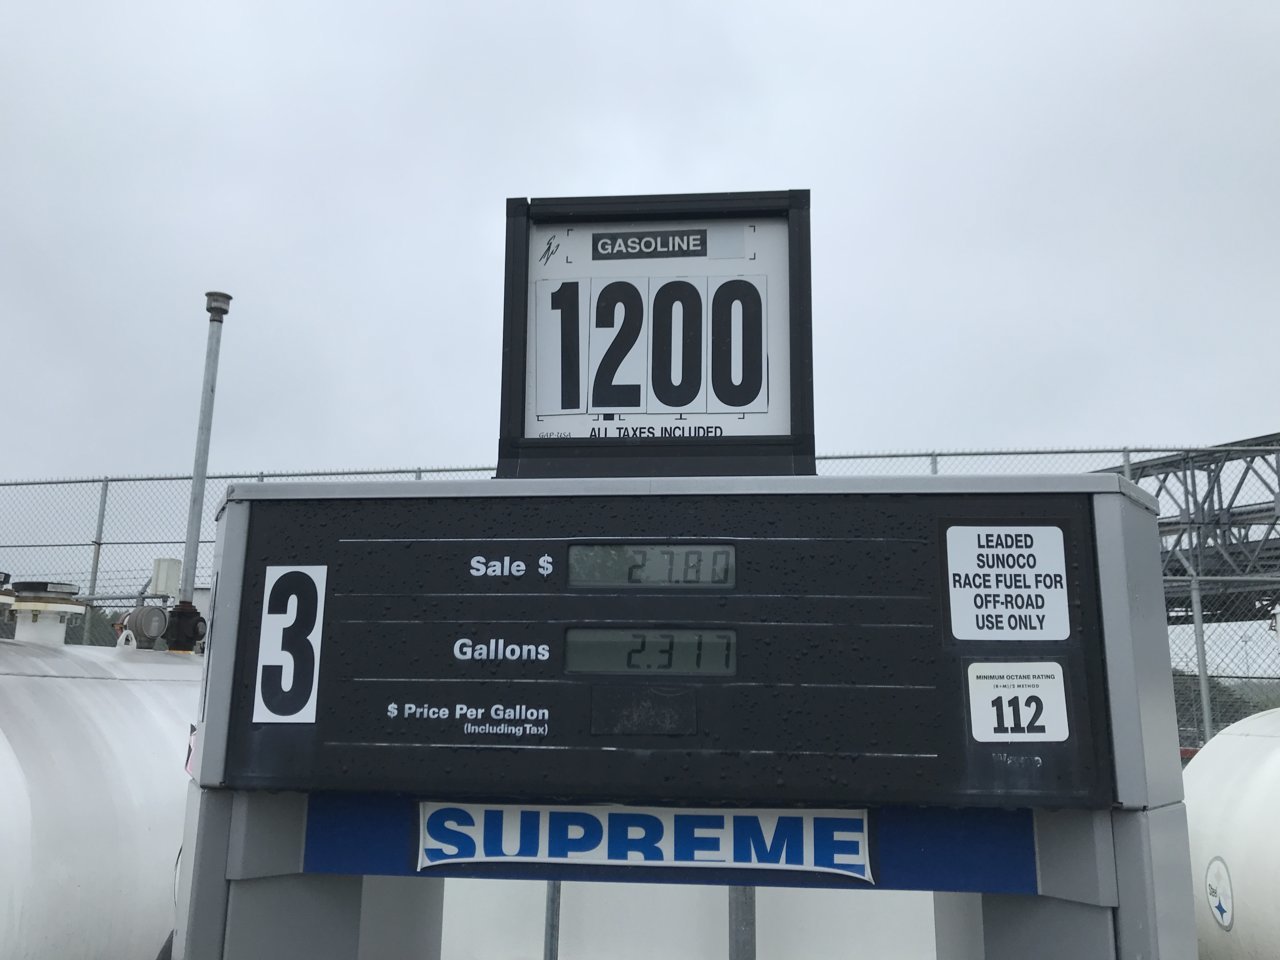 GASOLINE
1200
GAP-USA
ALL TAXES INCLUDED
3
Sale $
27.80
Gallons
2.317
$ Price Per Gallon
(Including Tax)
LEADED
SUNOCO
RACE FUEL FOR
OFF-ROAD
USE ONLY
MINIMUM OCTANE RATING
(R+M)/2 METHOD
112
SUPREME
Steel